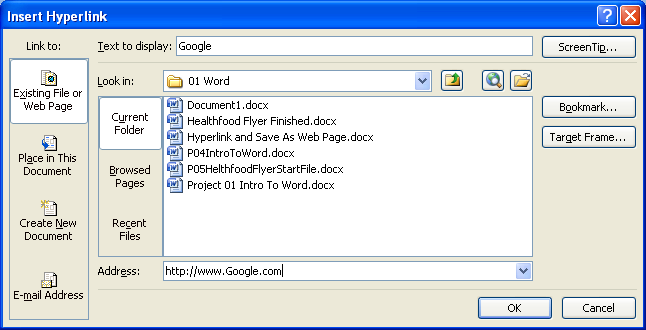 Insert Hyperlink
Link to:
Text to display: Google
ScreenTip...
Existing File or
Web Page
Place in This
Document
Create New
Document
E-mail Address
Look in: 01 Word
Current
Folder
Browsed
Pages
Recent
Files
Document1.docx
Healthfood Flyer Finished.docx
Hyperlink and Save As Web Page.docx
P04IntroToWord.docx
P05HelthfoodFlyerStartFile.docx
Project 01 Intro To Word.docx
Bookmark...
Target Frame...
Address: http://www.Google.com
OK
Cancel